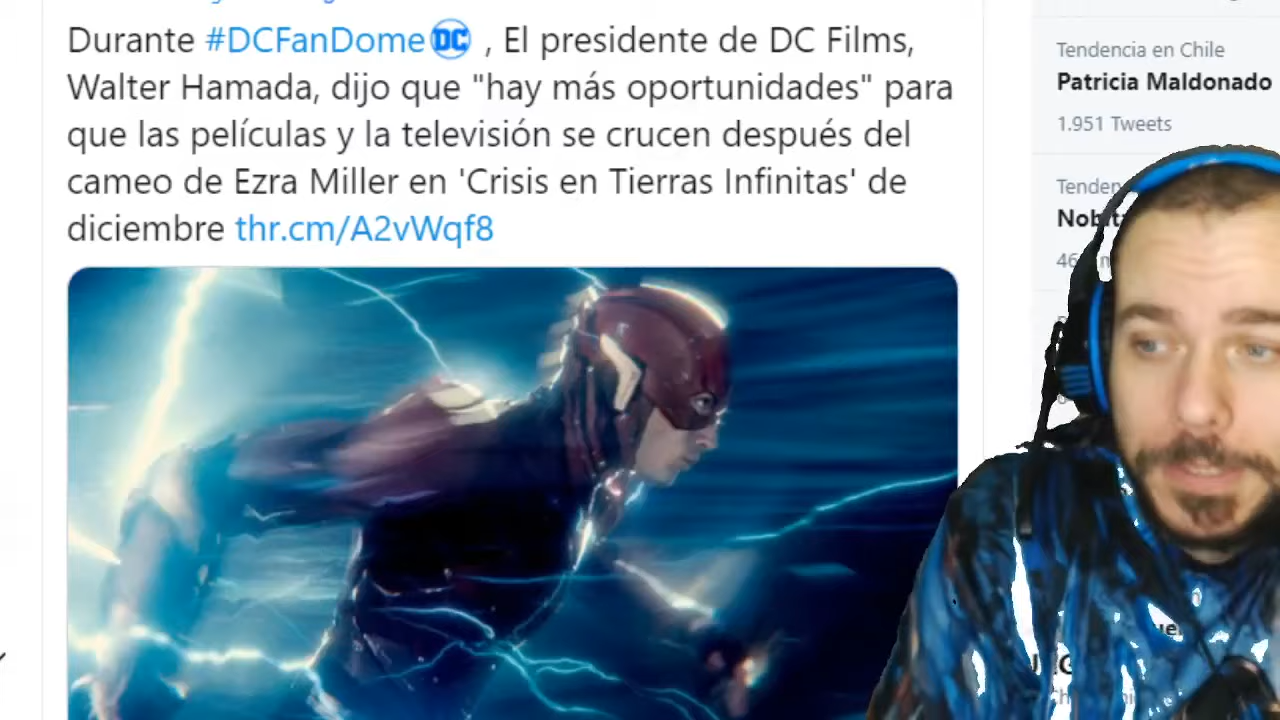 Durante #DCFanDome DC , El presidente de DC Films,
Walter Hamada, dijo que "hay más oportunidades" para
que las películas y la televisión se crucen después del
cameo de Ezra Miller en 'Crisis en Tierras Infinitas' de
diciembre thr.cm/A2vWqf8
Tendencia en Chile
Patricia Maldonado
1.951 Tweets